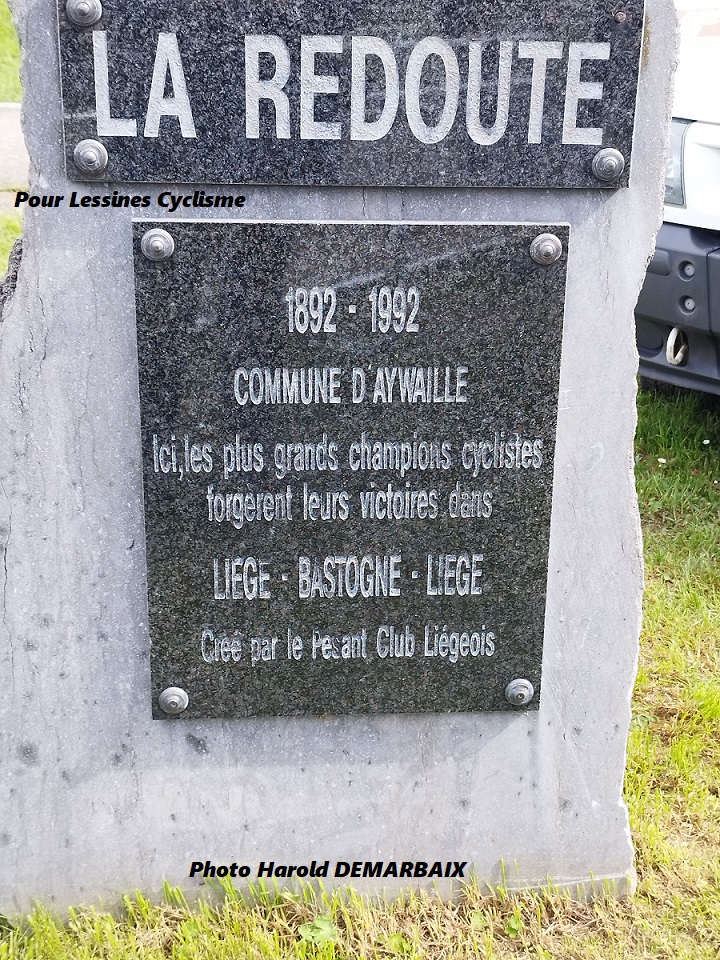 LA REDOUTE
Pour Lessines Cyclisme
1892 - 1992
COMMUNE D'AYWAILLE
Ici,les plus grands champions cyclistes
forgèrent leurs victoires dans
LIEGE - BASTOGNE - LIEGE
Créé par le Pesant Club Liégeois
Photo Harold DEMARBAIX